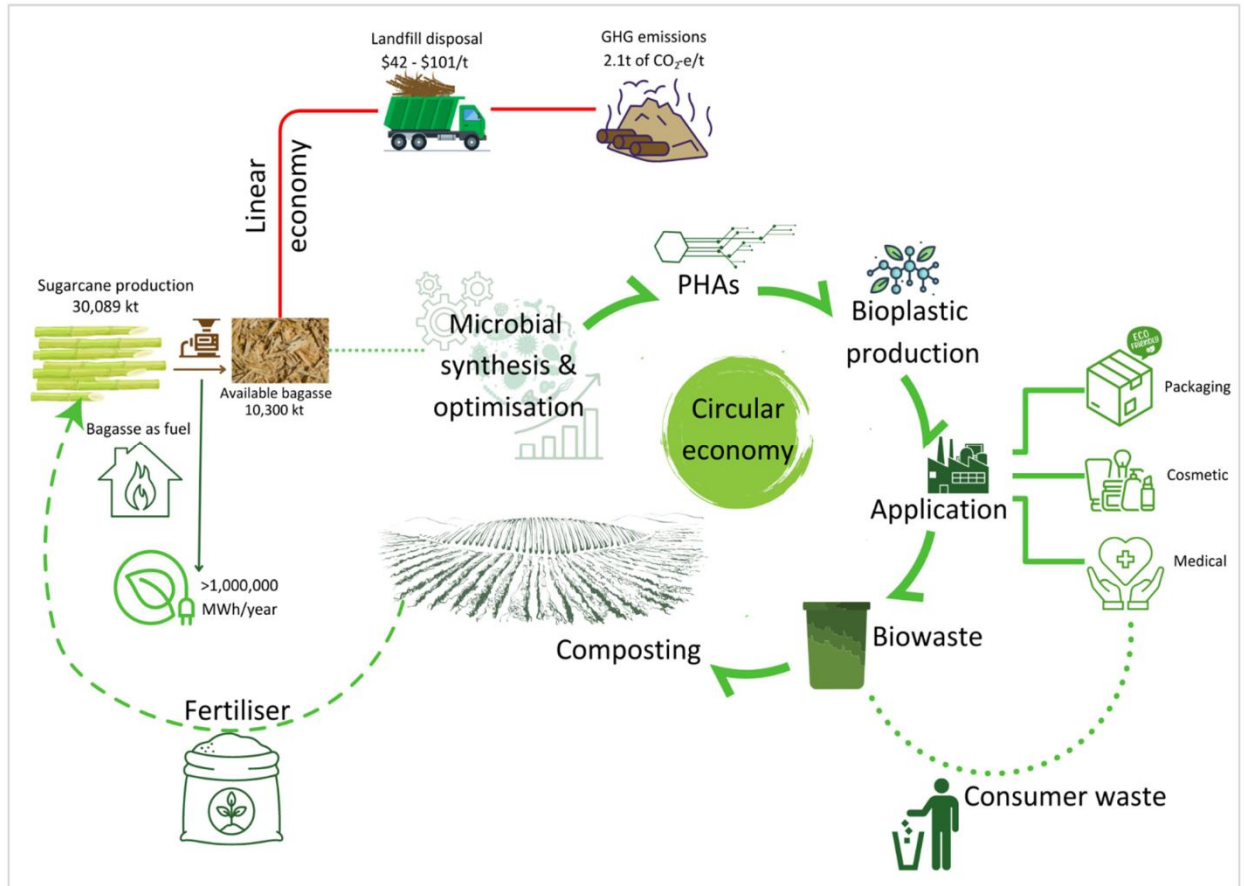 Landfill disposal
$42 - $101/t
GHG emissions
2.1t of CO₂-e/t
Linear
economy
Sugarcane production
30,089 kt
Available bagasse
10,300 kt
Bagasse as fuel
>1,000,000
MWh/year
Microbial
synthesis &
optimisation
PHAs
Bioplastic
production
Circular
economy
Application
ECO
FRIENDLY
Packaging
Cosmetic
Medical
Biowaste
Composting
Fertiliser
Consumer waste